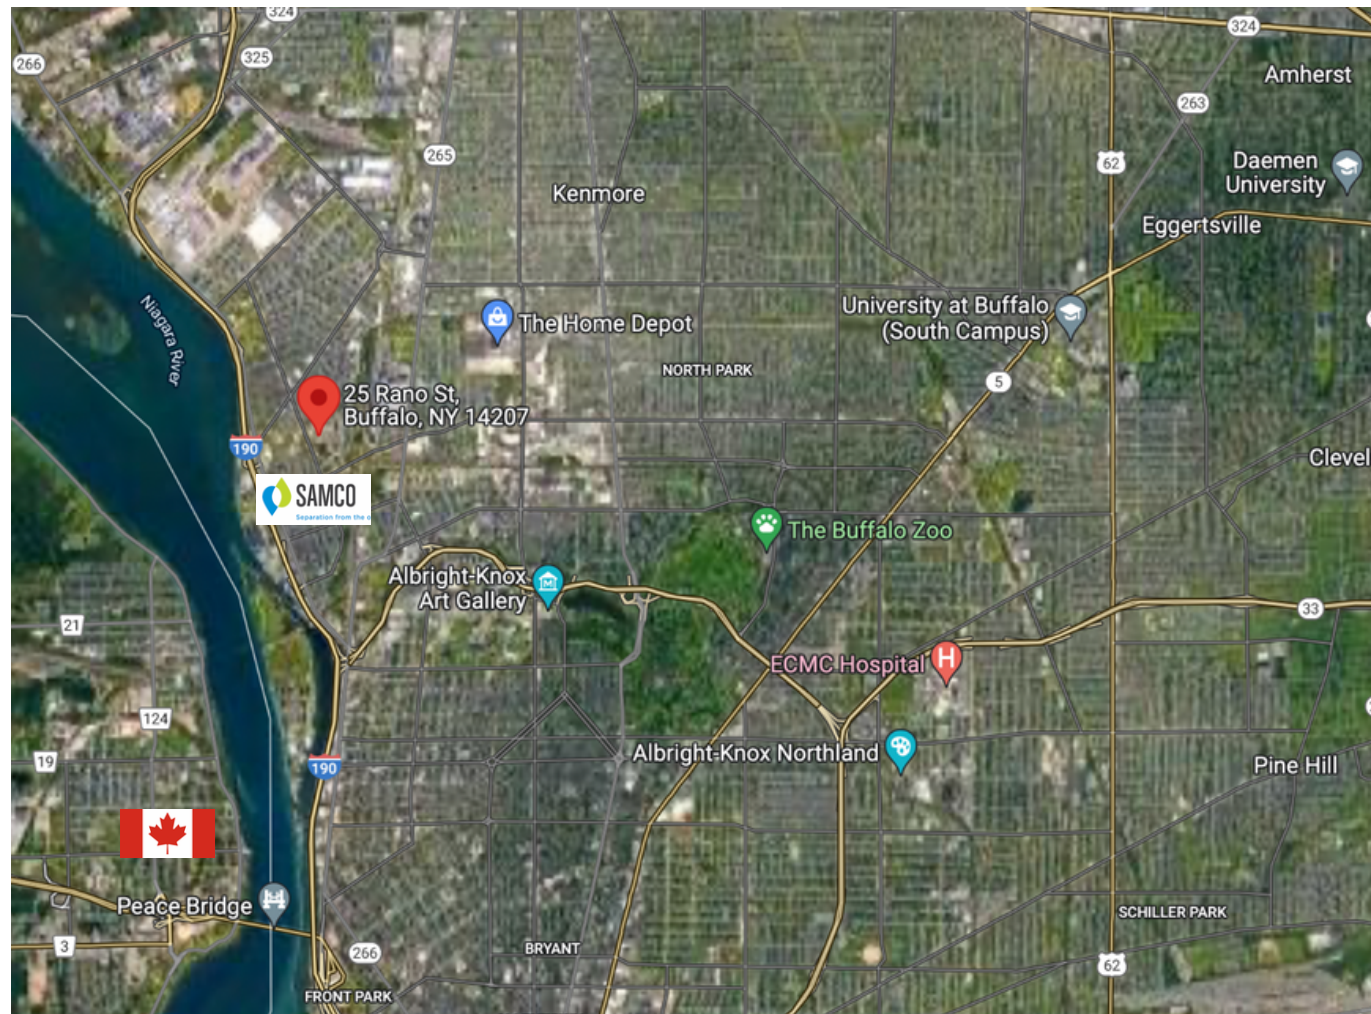 324
324
266
325
Amherst
263
265
62
Daemen
University
Kenmore
Eggertsville
Niagara River
University at Buffalo
(South Campus)
The Home Depot
NORTH PARK
5
25 Rano St,
Buffalo, NY 14207
190
Clevel
SAMCO
Separation from the o
The Buffalo Zoo
Albright-Knox
Art Gallery
M
33
21
ECMC Hospital
H
124
Albright-Knox Northland
19
190
Pine Hill
Peace Bridge
SCHILLER PARK
3
266
BRYANT
62
FRONT PARK